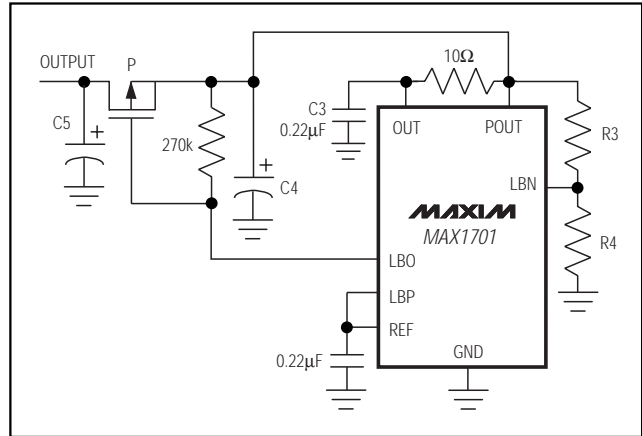 OUTPUT
P
10Ω
C3
0.22µF
OUT
POUT
R3
C5
+
270k
+
C4
LBN
MAXIM
MAX1701
R4
LBO
LBP
REF
0.22µF
GND